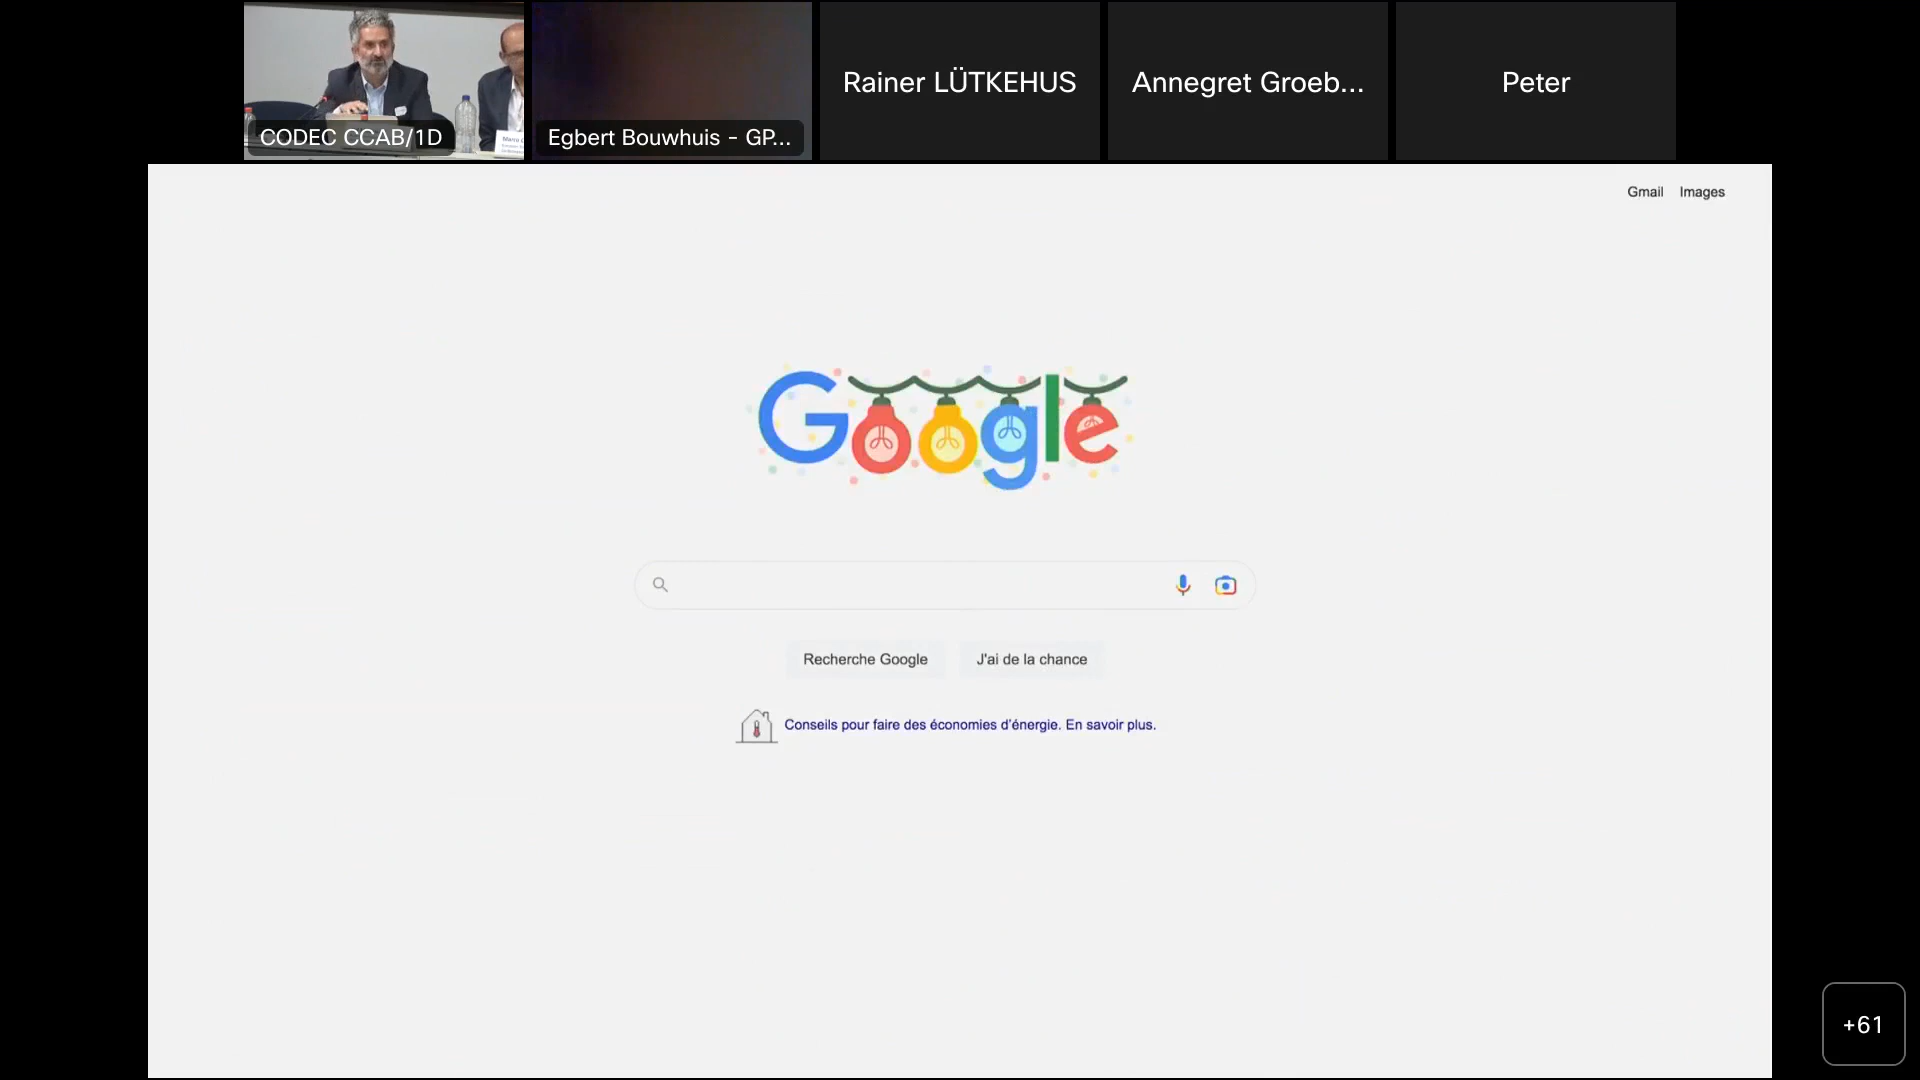 CODEC CCAB/1D
Egbert Bouwhuis - GP...
Rainer LÜTKEHUS
Annegret Groeb...
Peter
Gmail Images
Google
Recherche Google J'ai de la chance
Conseils pour faire des économies d'énergie. En savoir plus.
+61